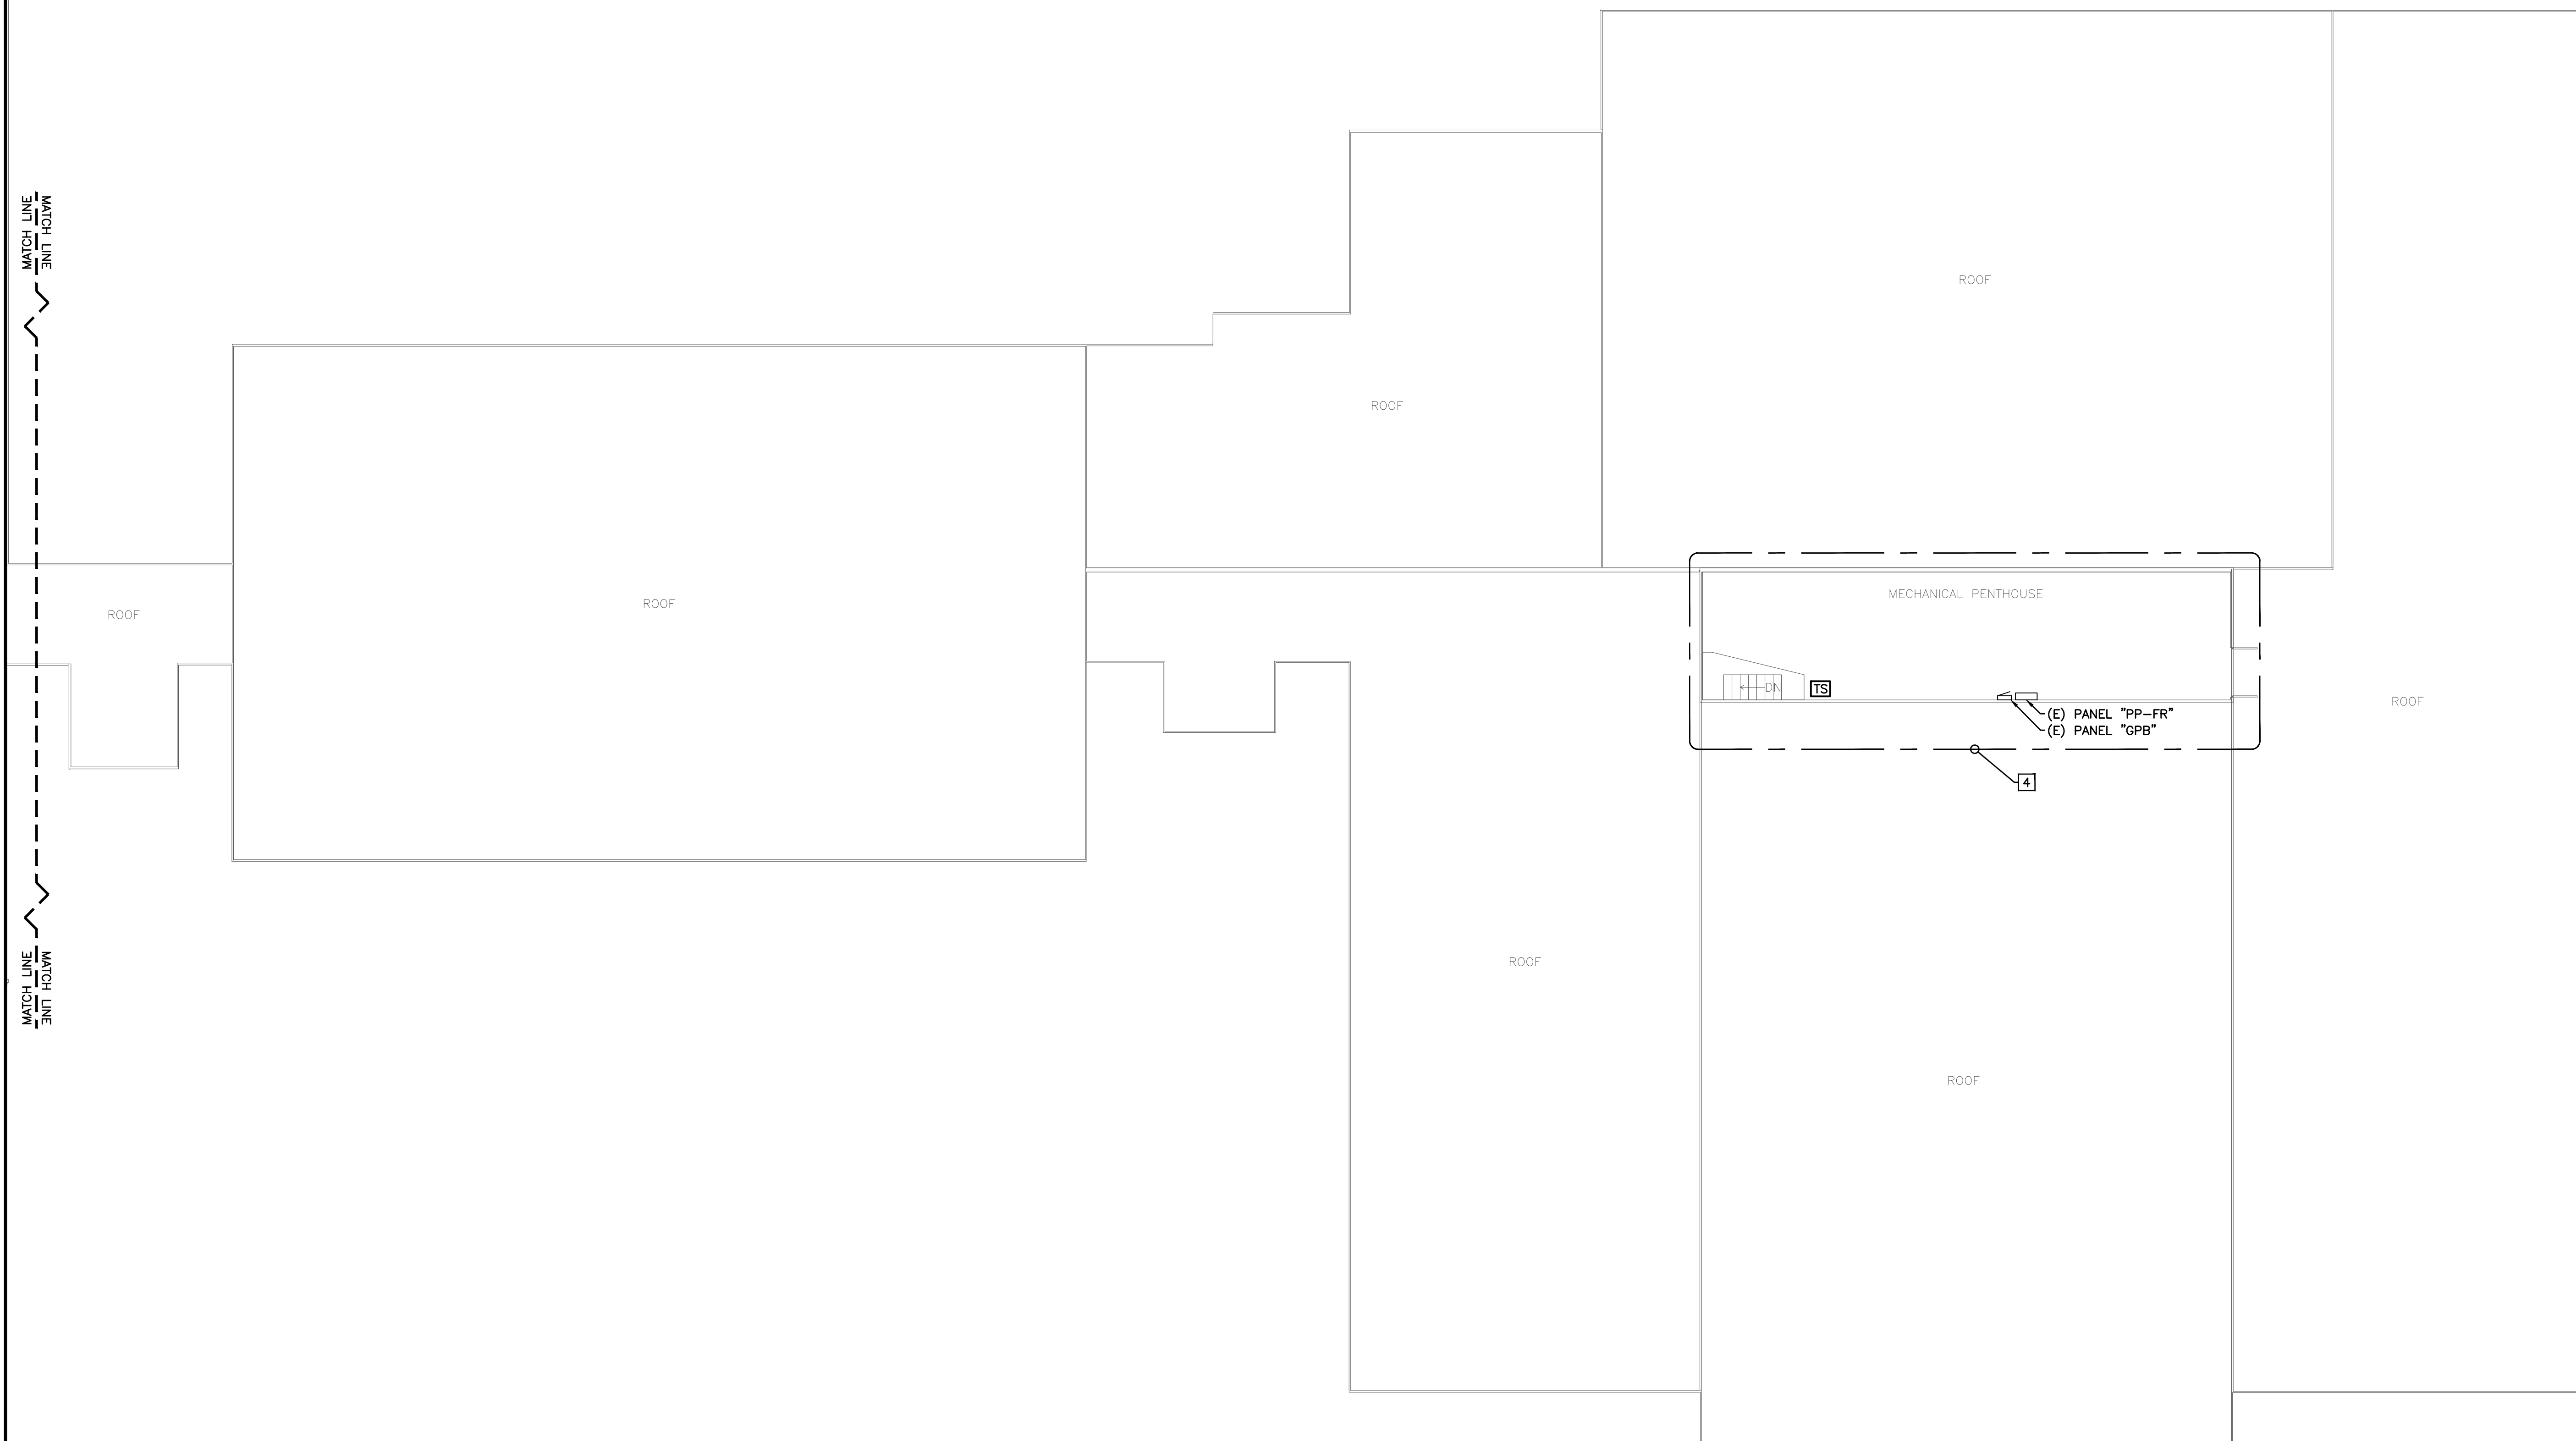 MATCH LINE
MATCH LINE
ROOF
ROOF
ROOF
ROOF
MECHANICAL PENTHOUSE
DN
TS
(E) PANEL "PP-FR"
(E) PANEL "GPB"
4
ROOF
ROOF
ROOF
MATCH LINE
MATCH LINE